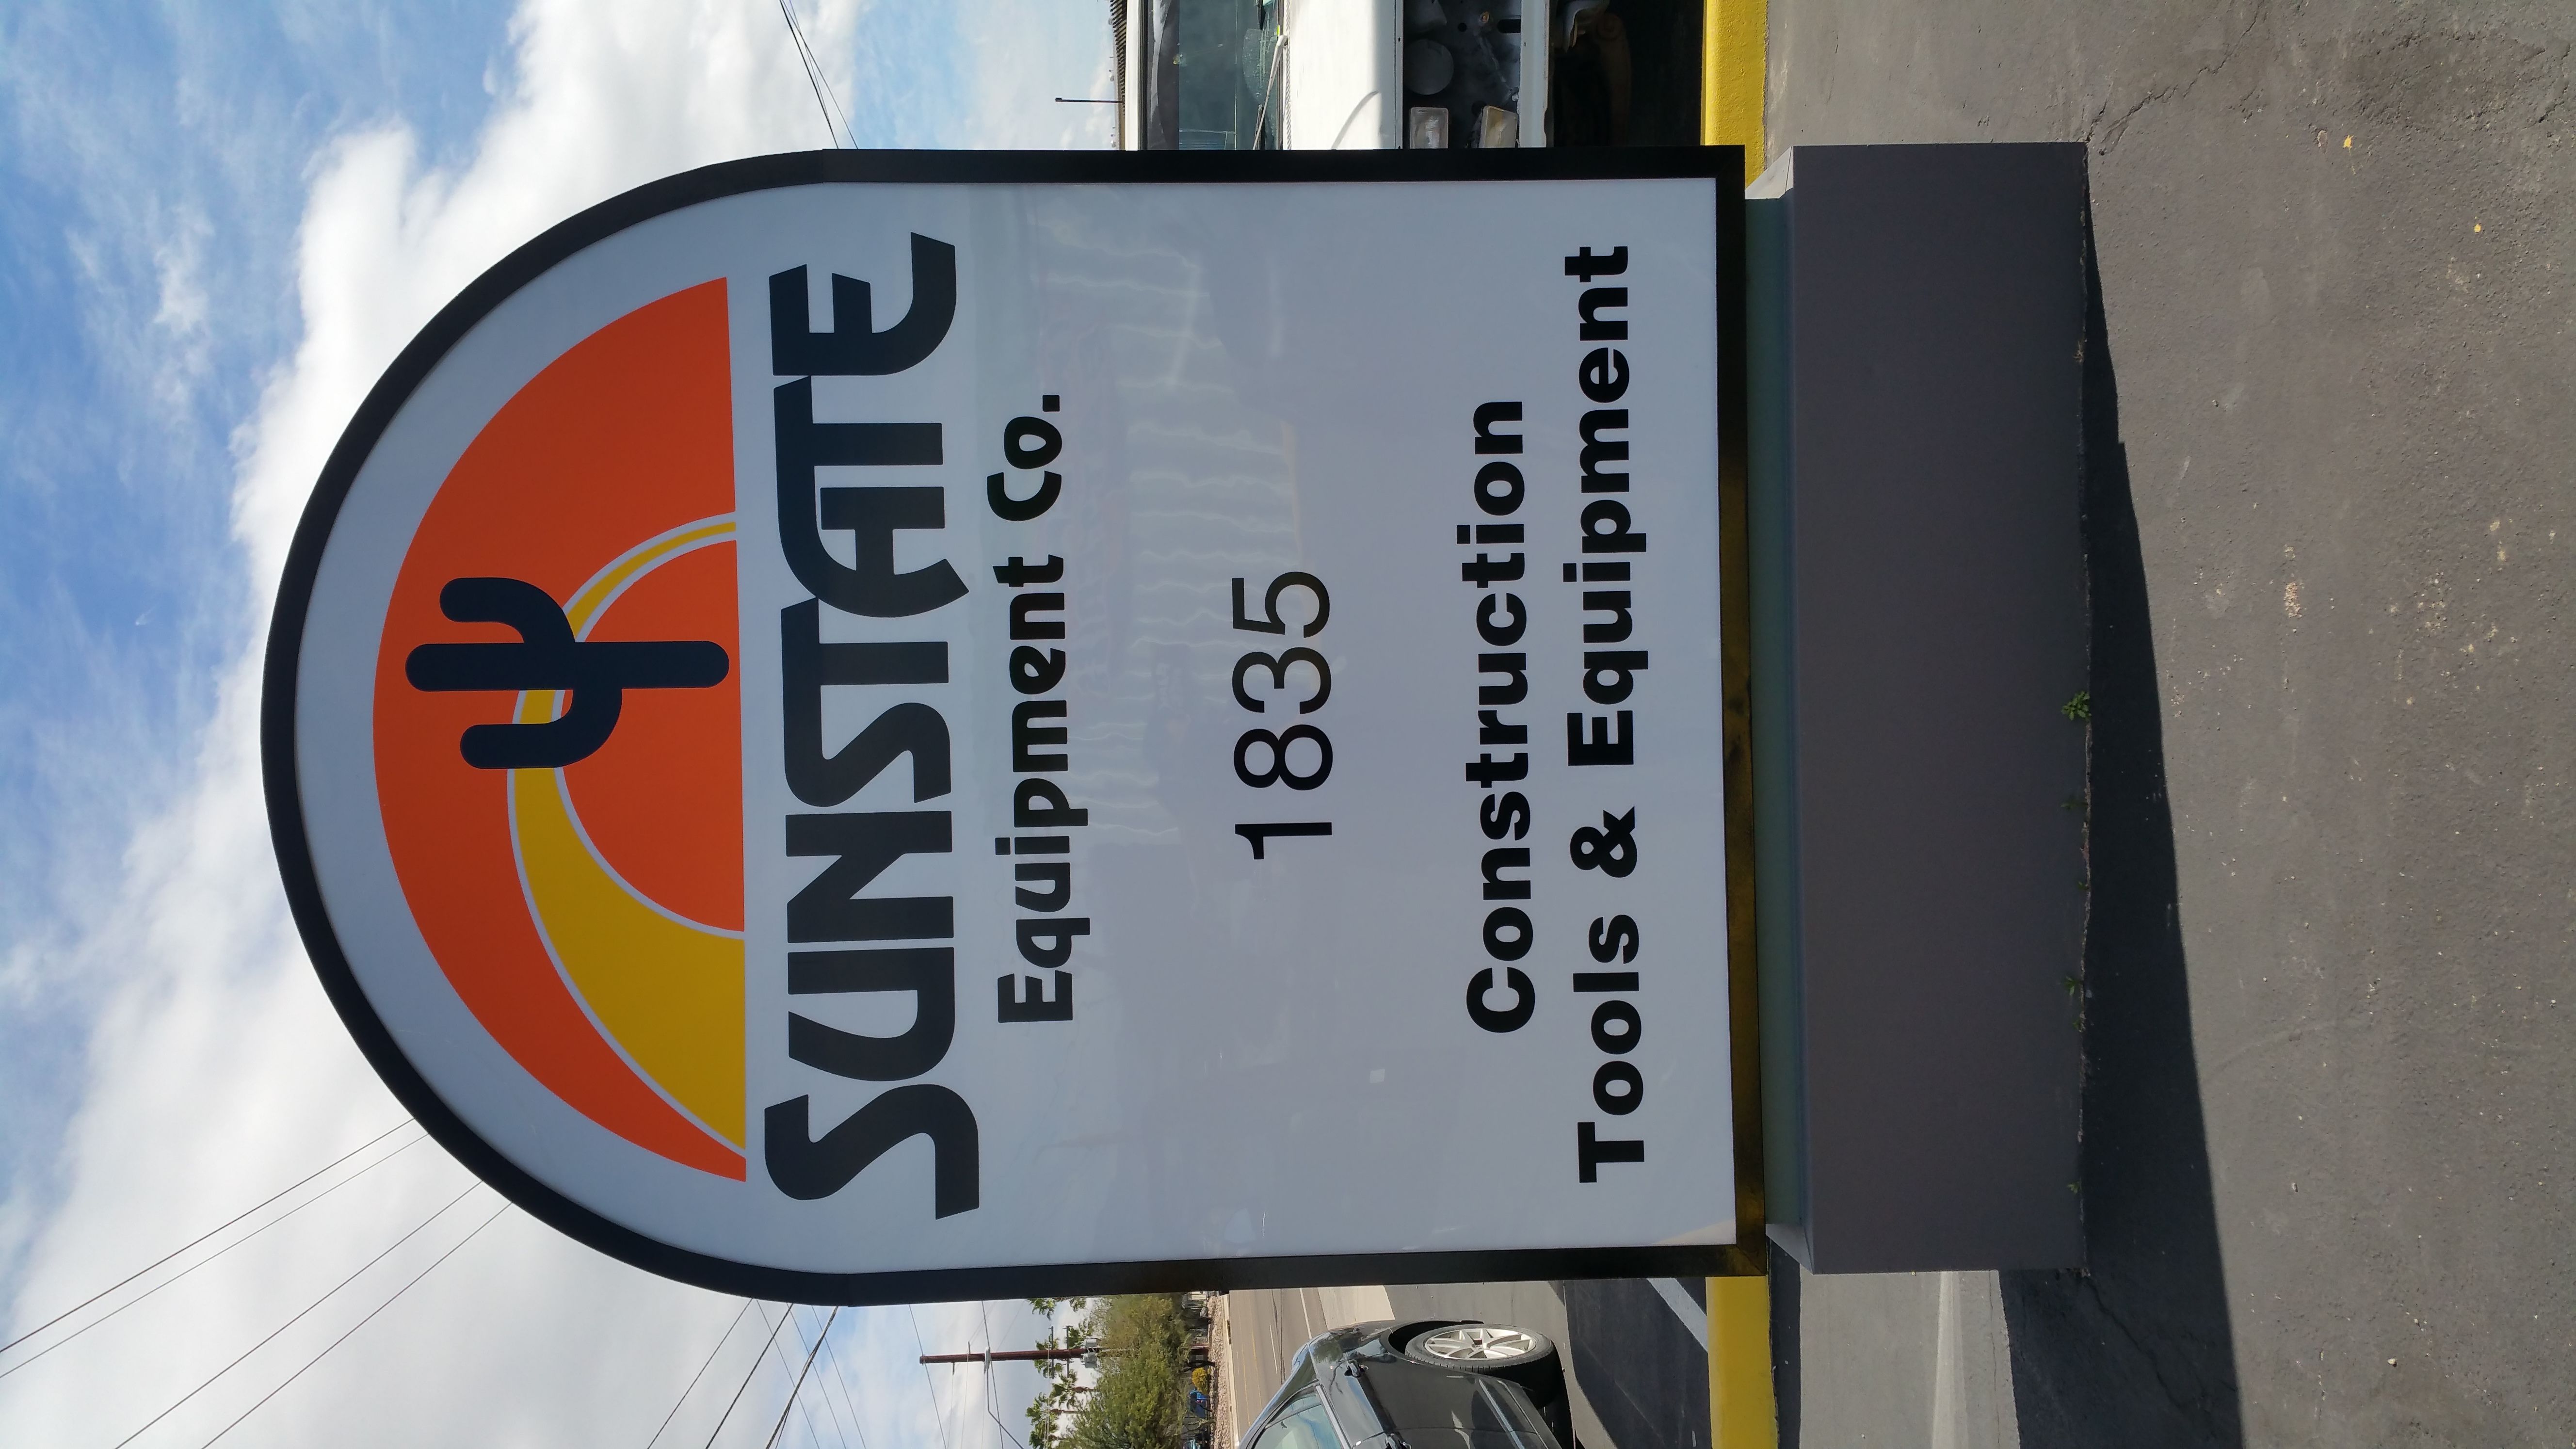 SUNSTATE
Equipment Co.
1835
Construction
Tools & Equipment